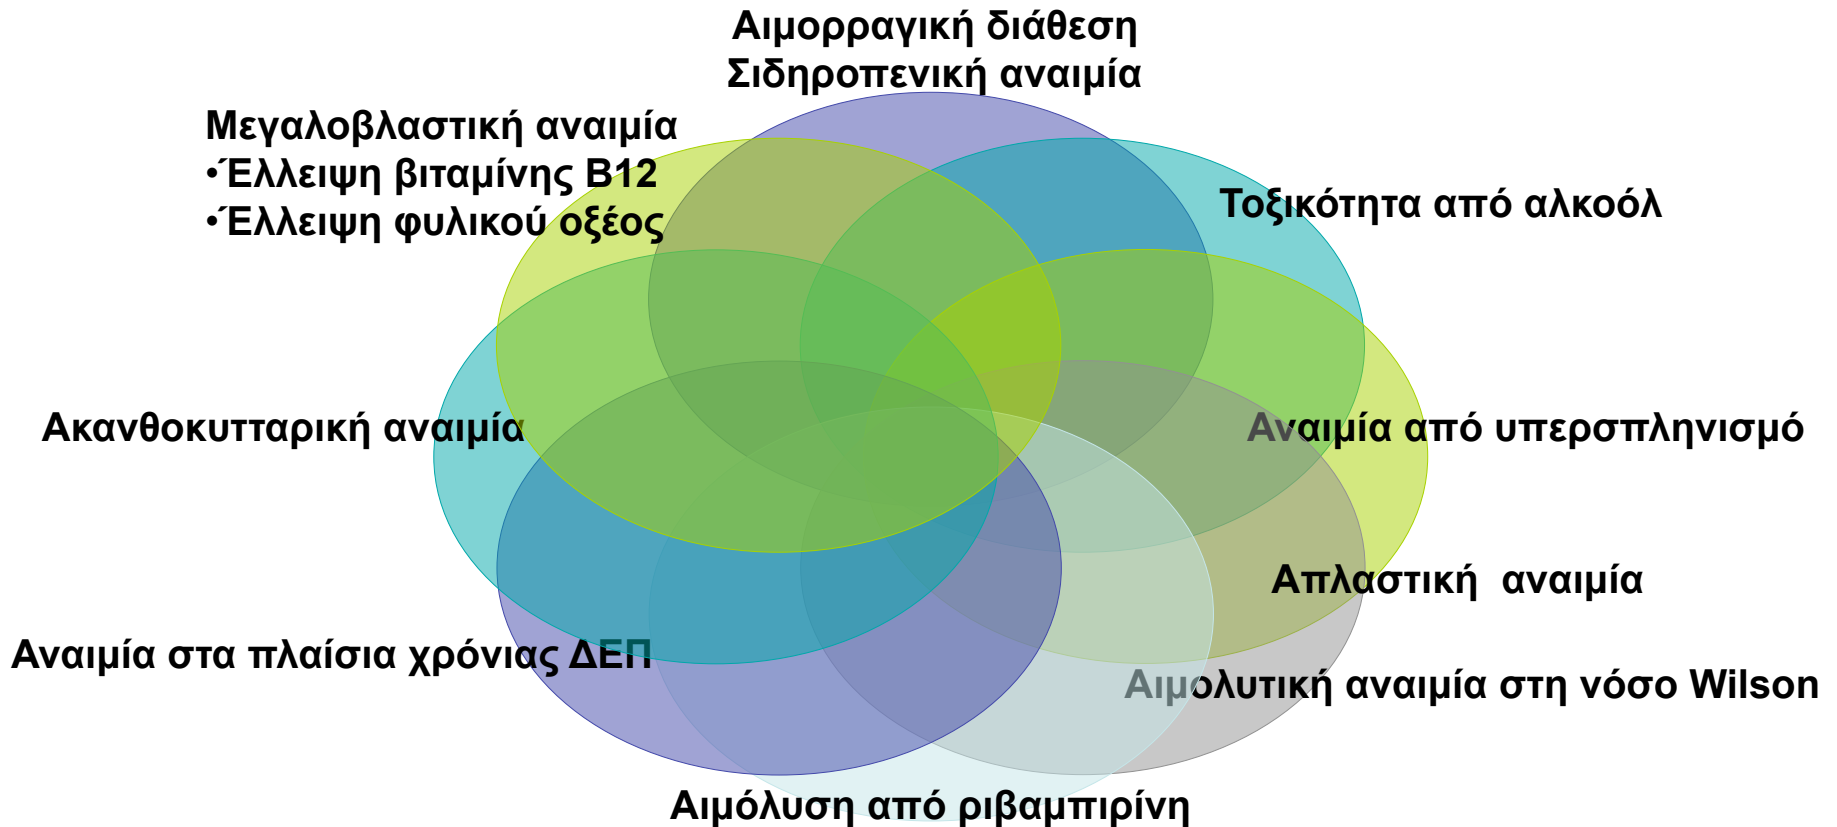 Αιμορραγική διάθεση
Σιδηροπενική αναιμία
Μεγαλοβλαστική αναιμία
•Έλλειψη βιταμίνης Β12
•Έλλειψη φυλικού οξέος
Τοξικότητα από αλκοόλ
Ακανθοκυτταρική αναιμία
Αναιμία από υπερσπληνισμό
Απλαστική αναιμία
Αναιμία στα πλαίσια χρόνιας ΔΕΠ
Αιμολυτική αναιμία στη νόσο Wilson
Αιμόλυση από ριβαμπιρίνη